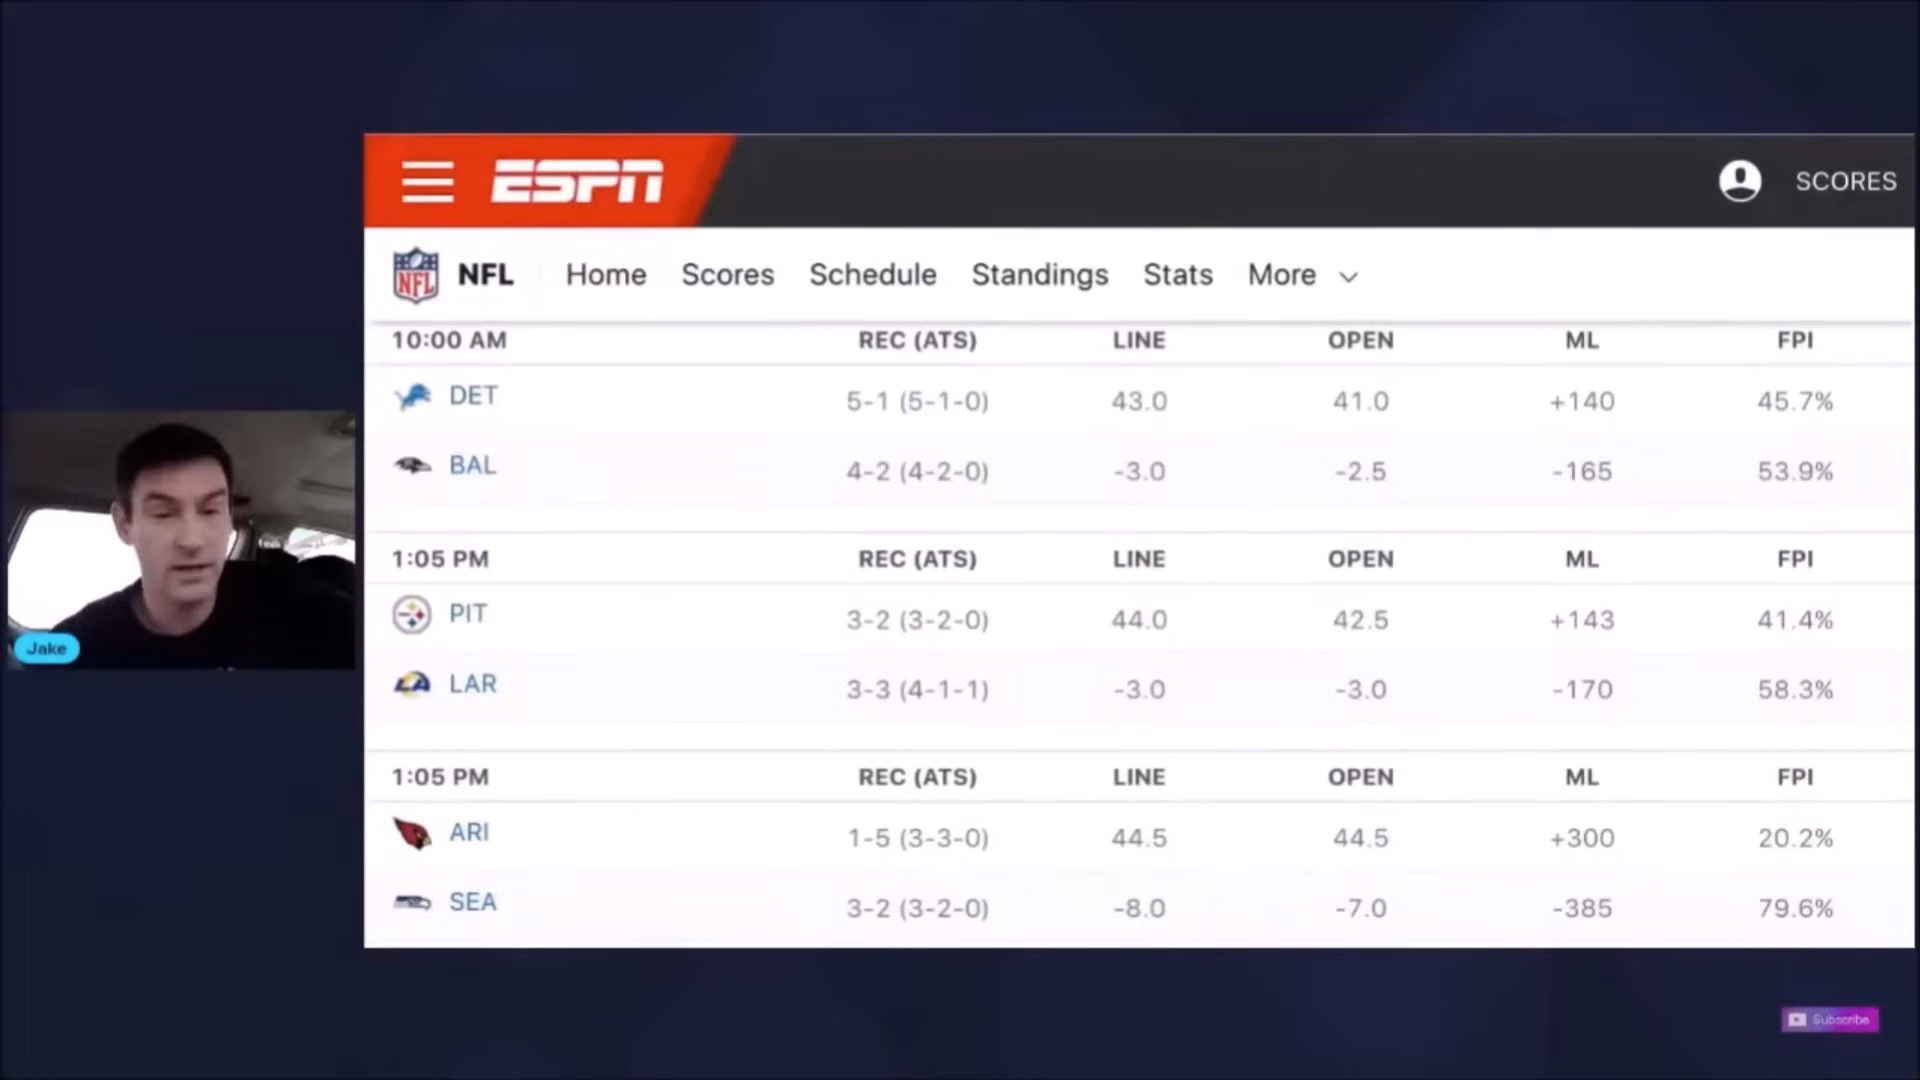 ESPN
SCORES
NFL NFL Home Scores Schedule Standings Stats More
10:00 AM REC (ATS) LINE OPEN ML FPI
DET 5-1 (5-1-0) 43.0 41.0 +140 45.7%
BAL 4-2 (4-2-0) -3.0 -2.5 -165 53.9%
1:05 PM REC (ATS) LINE OPEN ML FPI
PIT 3-2 (3-2-0) 44.0 42.5 +143 41.4%
LAR 3-3 (4-1-1) -3.0 -3.0 -170 58.3%
1:05 PM REC (ATS) LINE OPEN ML FPI
ARI 1-5 (3-3-0) 44.5 44.5 +300 20.2%
SEA 3-2 (3-2-0) -8.0 -7.0 -385 79.6%
Jake
Subscribe